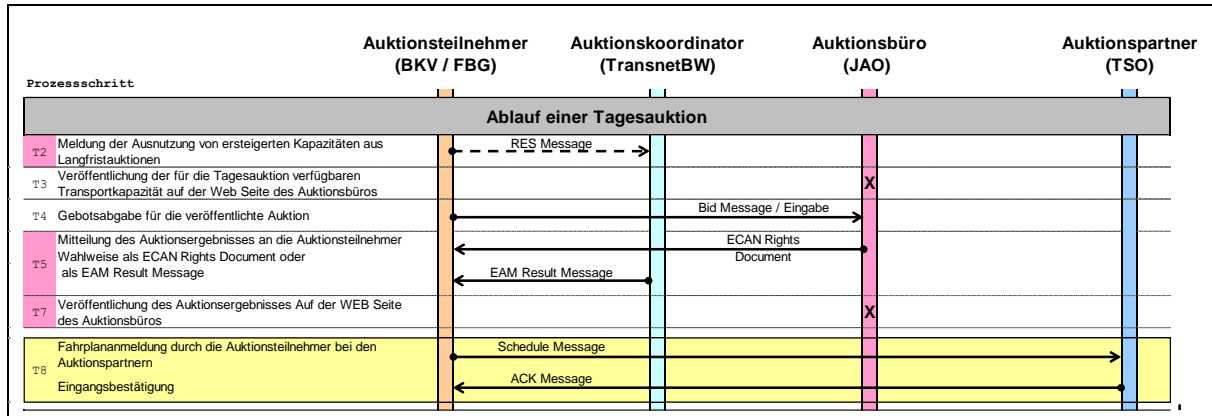 Auktionsteilnehmer Auktionskoordinator Auktionsbüro Auktionspartner
(BKV / FBG) (TransnetBW) (JAO) (TSO)
Prozessschritt
Ablauf einer Tagesauktion
T2 Meldung der Ausnutzung von ersteigerten Kapazitäten aus
Langfristauktionen
RES Message
T3 Veröffentlichung der für die Tagesauktion verfügbaren
Transportkapazität auf der Web Seite des Auktionsbüros
X
T4 Gebotsabgabe für die veröffentlichte Auktion
Bid Message / Eingabe
T5 Mitteilung des Auktionsergebnisses an die Auktionsteilnehmer
Wahlweise als ECAN Rights Document oder
als EAM Result Message
ECAN Rights
Document
EAM Result Message
T7 Veröffentlichung des Auktionsergebnisses Auf der WEB Seite
des Auktionsbüros
X
T8 Fahrplananmeldung durch die Auktionsteilnehmer bei den
Auktionspartnern
Schedule Message
Eingangsbestätigung
ACK Message